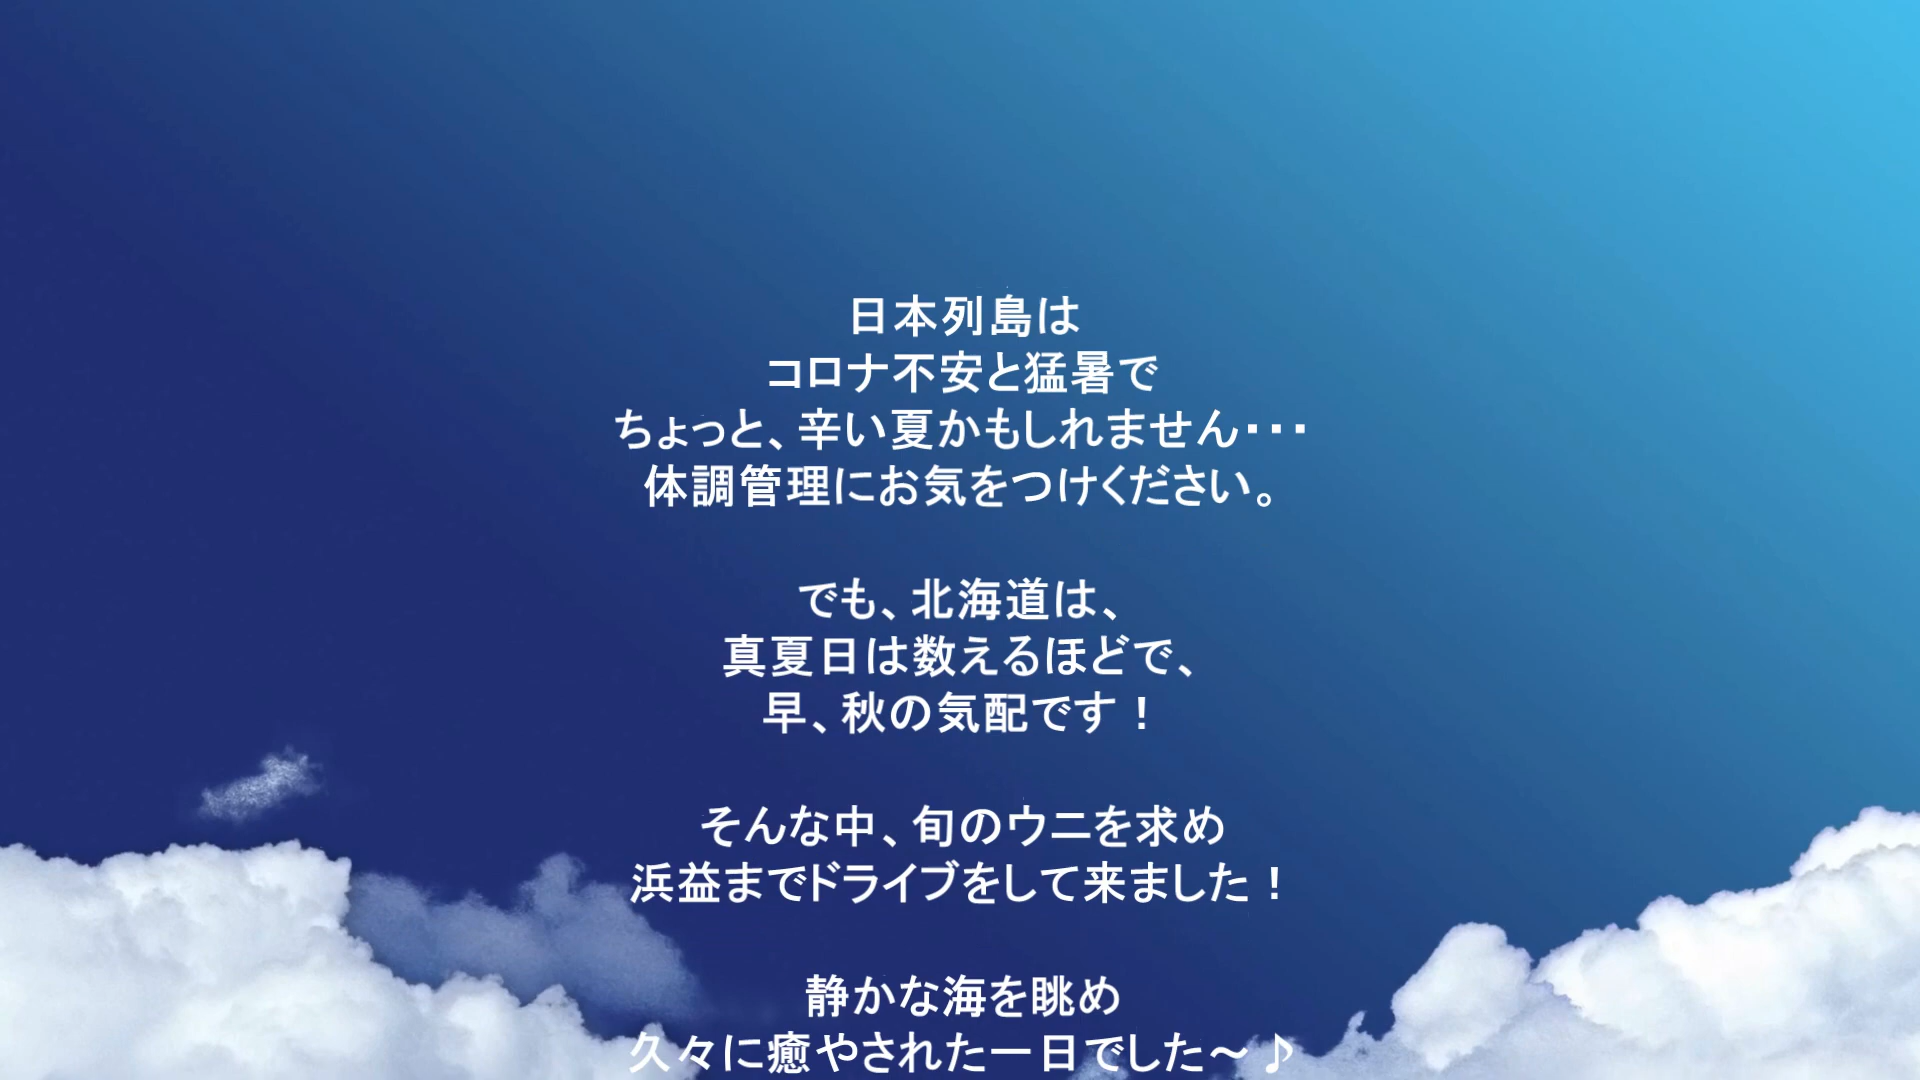 日本列島は
コロナ不安と猛暑で
ちょっと、辛い夏かもしれません・・・
体調管理にお気をつけください。
でも、北海道は、
真夏日は数えるほどで、
早、秋の気配です！
そんな中、旬のウニを求め
浜益までドライブをして来ました！
静かな海を眺め
久々に癒やされた一日でした～♪